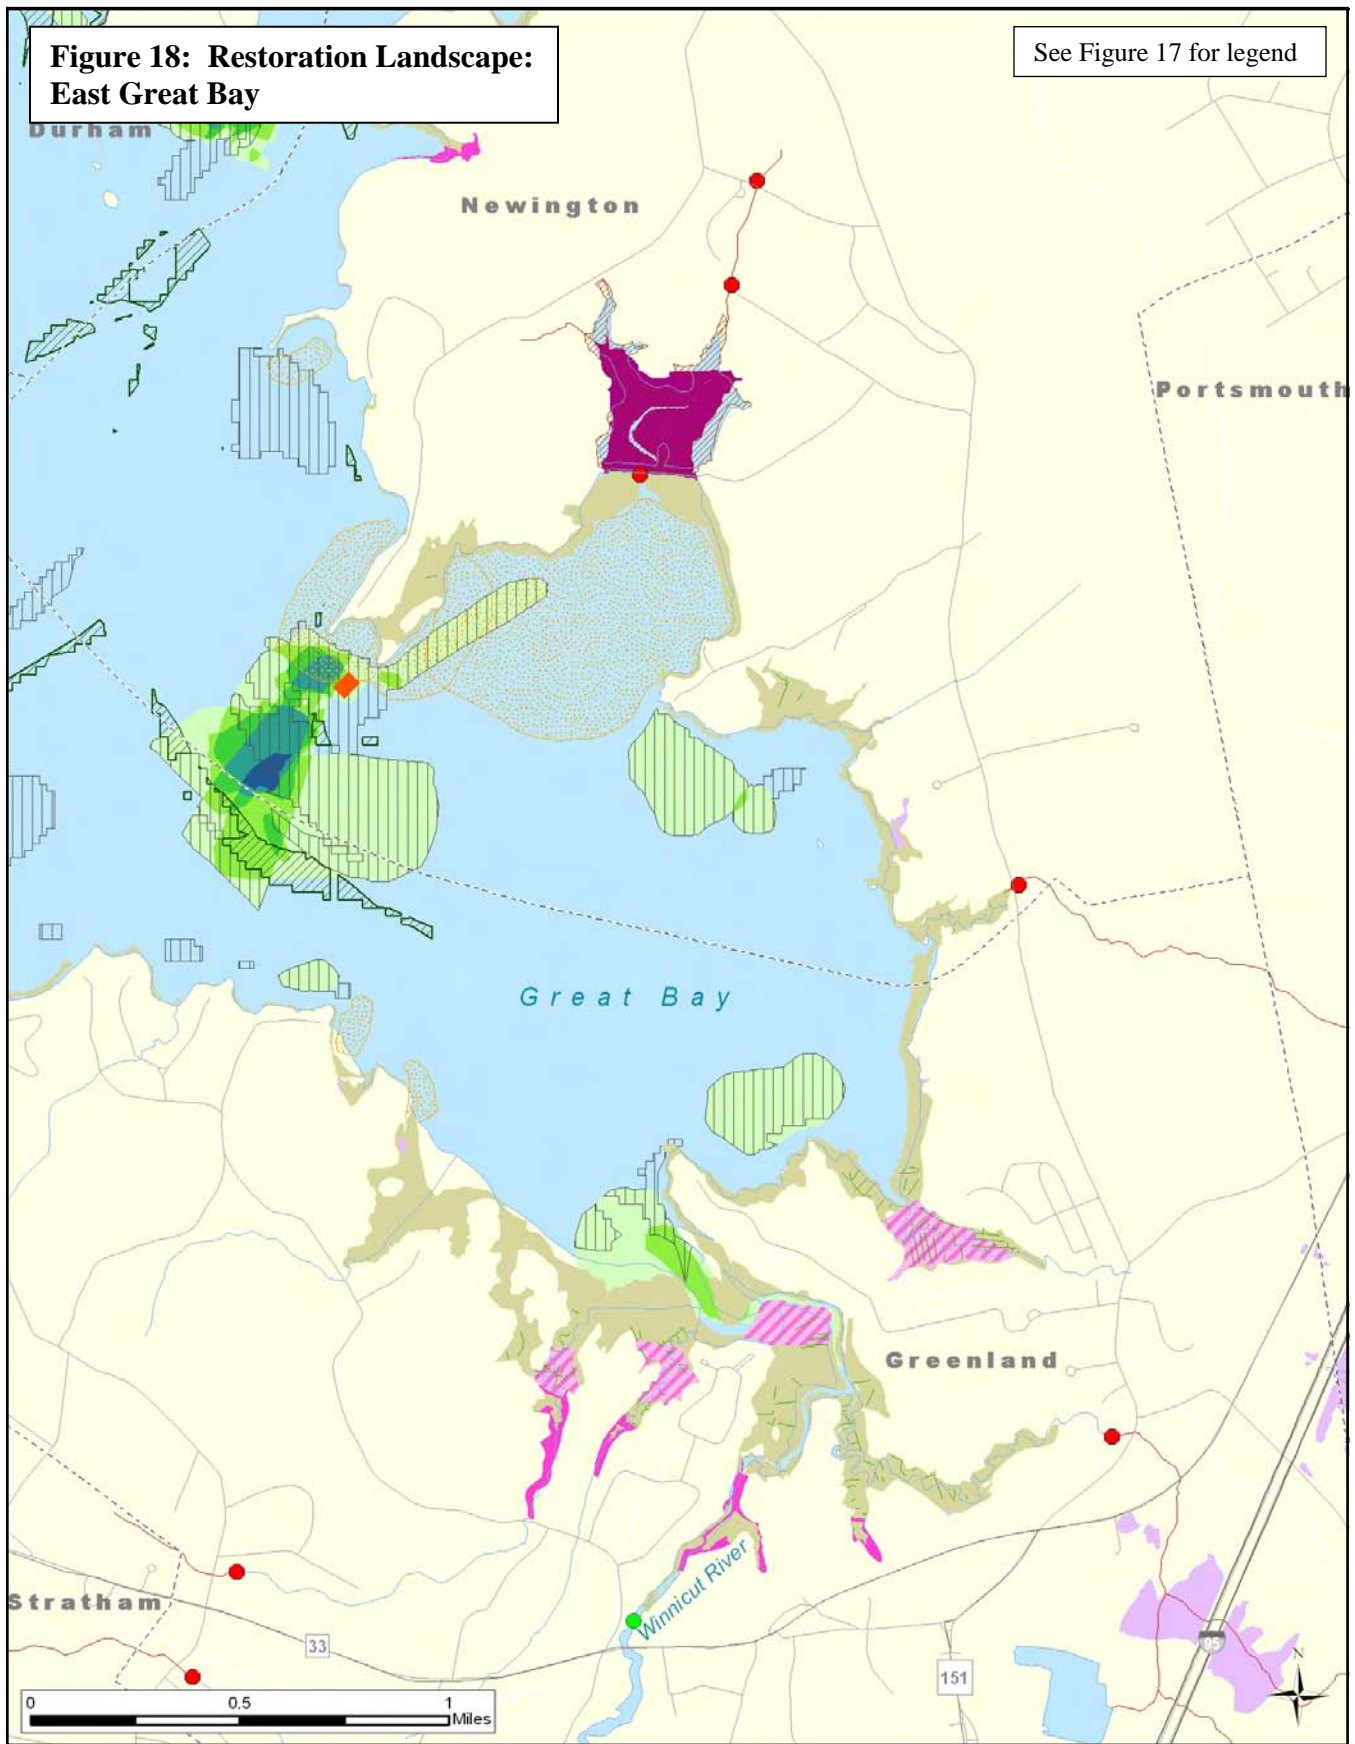 Figure 18: Restoration Landscape:
East Great Bay
See Figure 17 for legend
Durham
Newington
Portsmouth
Great Bay
Greenland
Winnicut River
Stratham
33
95
151
N
0 0.5 1
Miles